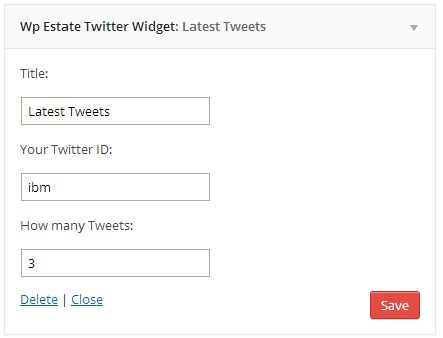 Wp Estate Twitter Widget: Latest Tweets
Title:
Latest Tweets
Your Twitter ID:
ibm
How many Tweets:
3
Delete | Close
Save